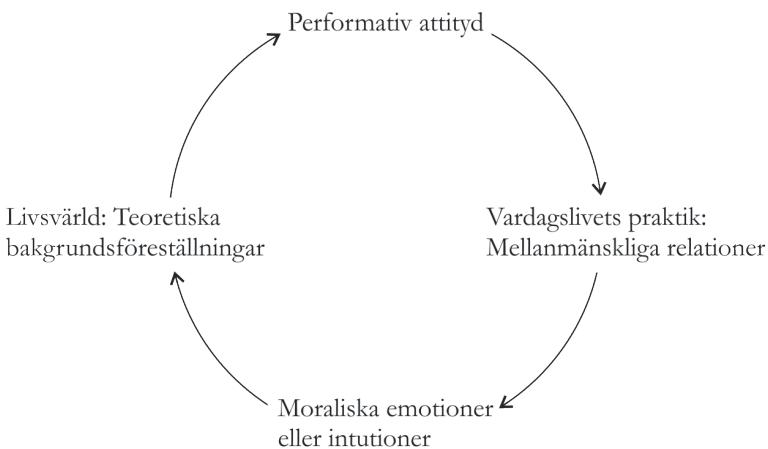 Performativ attityd
Livsvärld: Teoretiska
bakgrundsföreställningar
Vardagslivets praktik:
Mellanmänskliga relationer
Moraliska emotioner
eller intutioner